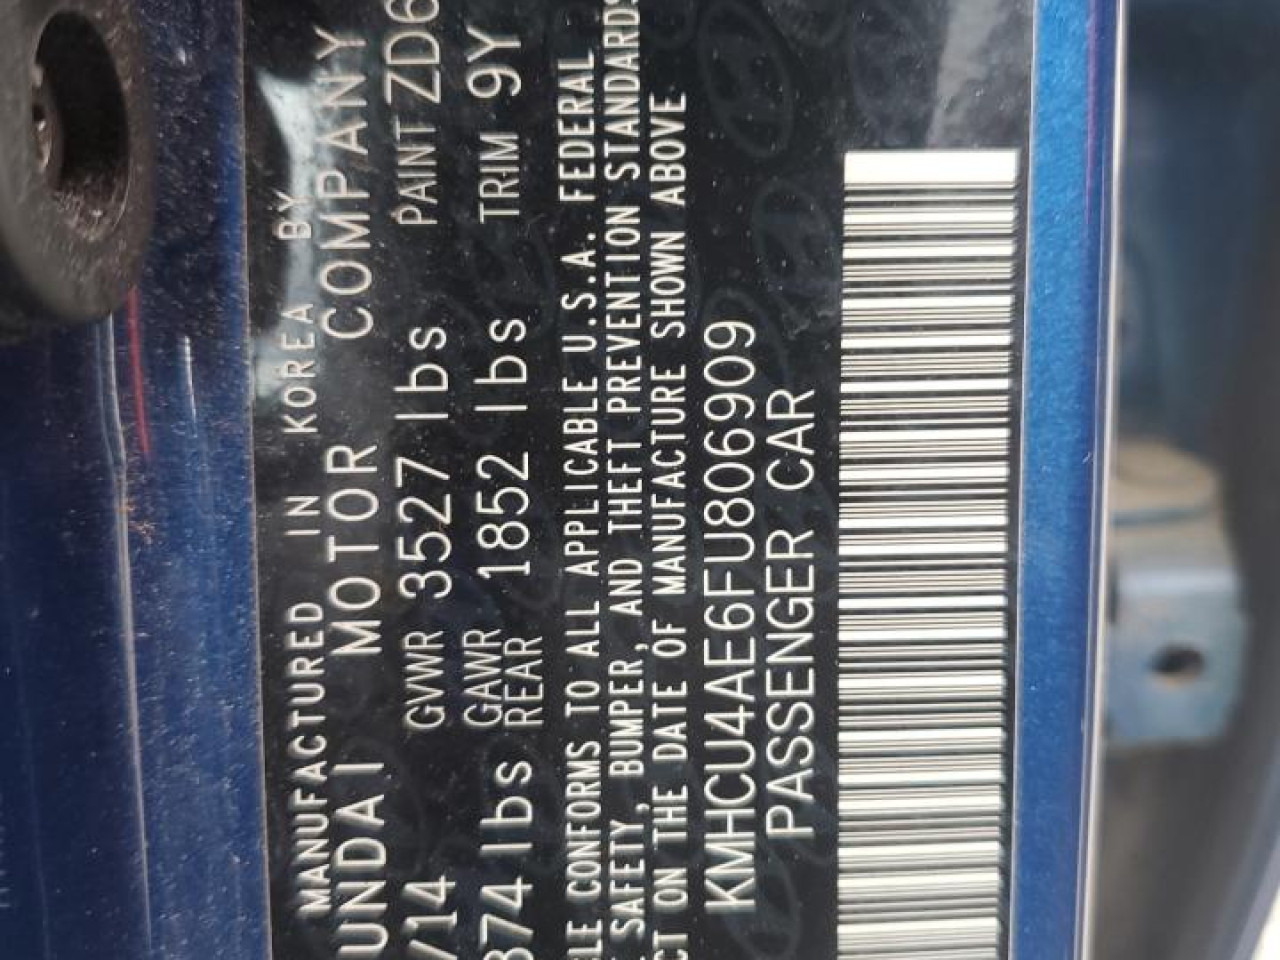 MANUFACTURED IN KOREA BY
UNDAI MOTOR COMPANY
/14 GVWR 3527 lbs PAINT ZD6
874 lbs GAWR REAR 1852 lbs TRIM 9Y
CLE CONFORMS TO ALL APPLICABLE U.S.A. FEDERAL
SAFETY, BUMPER, AND THEFT PREVENTION STANDARDS
CT ON THE DATE OF MANUFACTURE SHOWN ABOVE
KMHCU4AE6FU806909
PASSENGER CAR